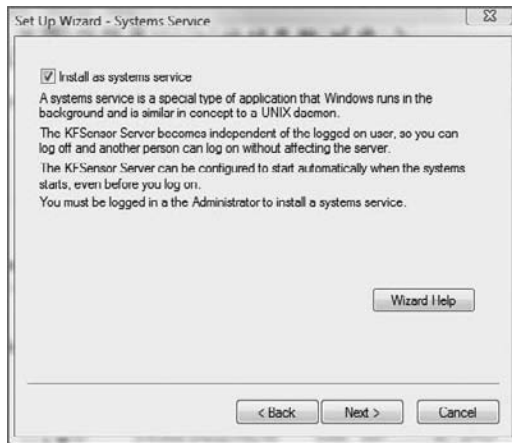 Set Up Wizard - Systems Service
Install as systems service
A systems service is a special type of application that Windows runs in the
background and is similar in concept to a UNIX daemon.
The KFSensor Server becomes independent of the logged on user, so you can
log off and another person can log on without affecting the server.
The KFSensor Server can be configured to start automatically when the systems
starts, even before you log on.
You must be logged in a the Administrator to install a systems service.
Wizard Help
< Back
Next >
Cancel